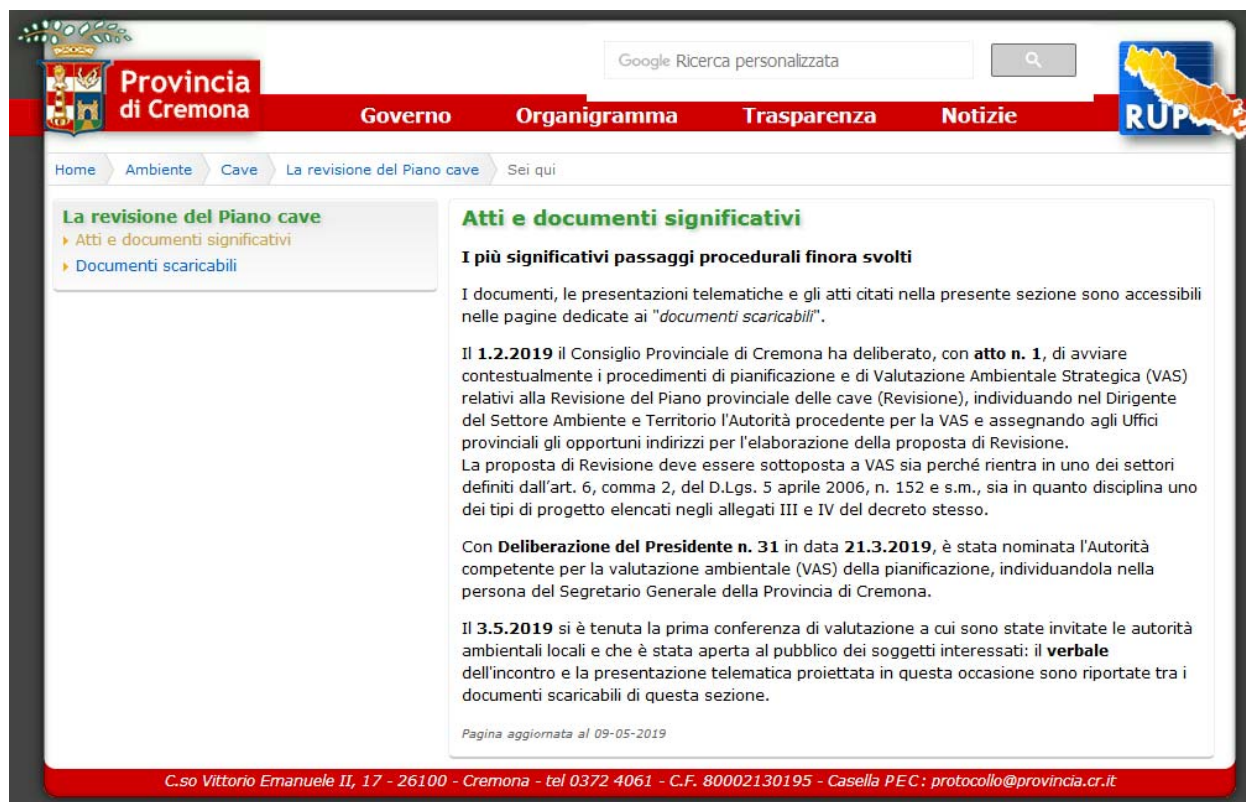 Provincia
di Cremona
Google Ricerca personalizzata
RUP
Governo Organigramma Trasparenza Notizie
Home Ambiente Cave La revisione del Piano cave Sei qui
La revisione del Piano cave
Atti e documenti significativi
Documenti scaricabili
Atti e documenti significativi
I più significativi passaggi procedurali finora svolti
I documenti, le presentazioni telematiche e gli atti citati nella presente sezione sono accessibili
nelle pagine dedicate ai "documenti scaricabili".
Il 1.2.2019 il Consiglio Provinciale di Cremona ha deliberato, con atto n. 1, di avviare
contestualmente i procedimenti di pianificazione e di Valutazione Ambientale Strategica (VAS)
relativi alla Revisione del Piano provinciale delle cave (Revisione), individuando nel Dirigente
del Settore Ambiente e Territorio l'Autorità procedente per la VAS e assegnando agli Uffici
provinciali gli opportuni indirizzi per l'elaborazione della proposta di Revisione.
La proposta di Revisione deve essere sottoposta a VAS sia perché rientra in uno dei settori
definiti dall'art. 6, comma 2, del D.Lgs. 5 aprile 2006, n. 152 e s.m., sia in quanto disciplina uno
dei tipi di progetto elencati negli allegati III e IV del decreto stesso.
Con Deliberazione del Presidente n. 31 in data 21.3.2019, è stata nominata l'Autorità
competente per la valutazione ambientale (VAS) della pianificazione, individuandola nella
persona del Segretario Generale della Provincia di Cremona.
Il 3.5.2019 si è tenuta la prima conferenza di valutazione a cui sono state invitate le autorità
ambientali locali e che è stata aperta al pubblico dei soggetti interessati: il verbale
dell'incontro e la presentazione telematica proiettata in questa occasione sono riportate tra i
documenti scaricabili di questa sezione.
Pagina aggiornata al 09-05-2019
C.so Vittorio Emanuele II, 17 - 26100 - Cremona - tel 0372 4061 - C.F. 80002130195 - Casella PEC: protocollo@provincia.cr.it